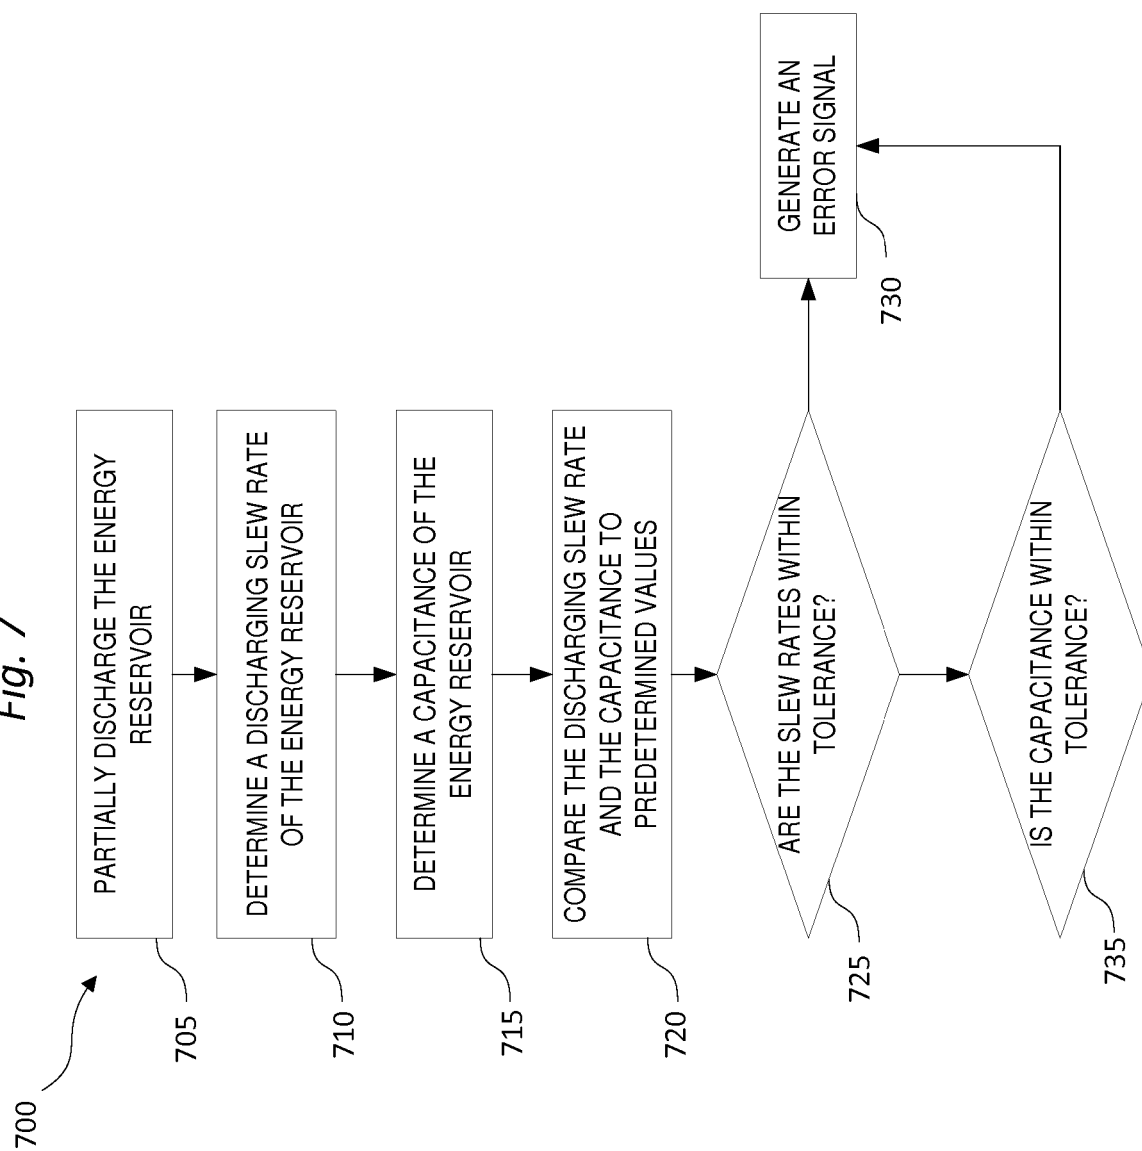 Fig. 7
700
PARTIALLY DISCHARGE THE ENERGY
RESERVOIR
705
DETERMINE A DISCHARGING SLEW RATE
OF THE ENERGY RESERVOIR
710
DETERMINE A CAPACITANCE OF THE
ENERGY RESERVOIR
715
COMPARE THE DISCHARGING SLEW RATE
AND THE CAPACITANCE TO
PREDETERMINED VALUES
720
ARE THE SLEW RATES WITHIN
TOLERANCE?
725
GENERATE AN
ERROR SIGNAL
730
IS THE CAPACITANCE WITHIN
TOLERANCE?
735